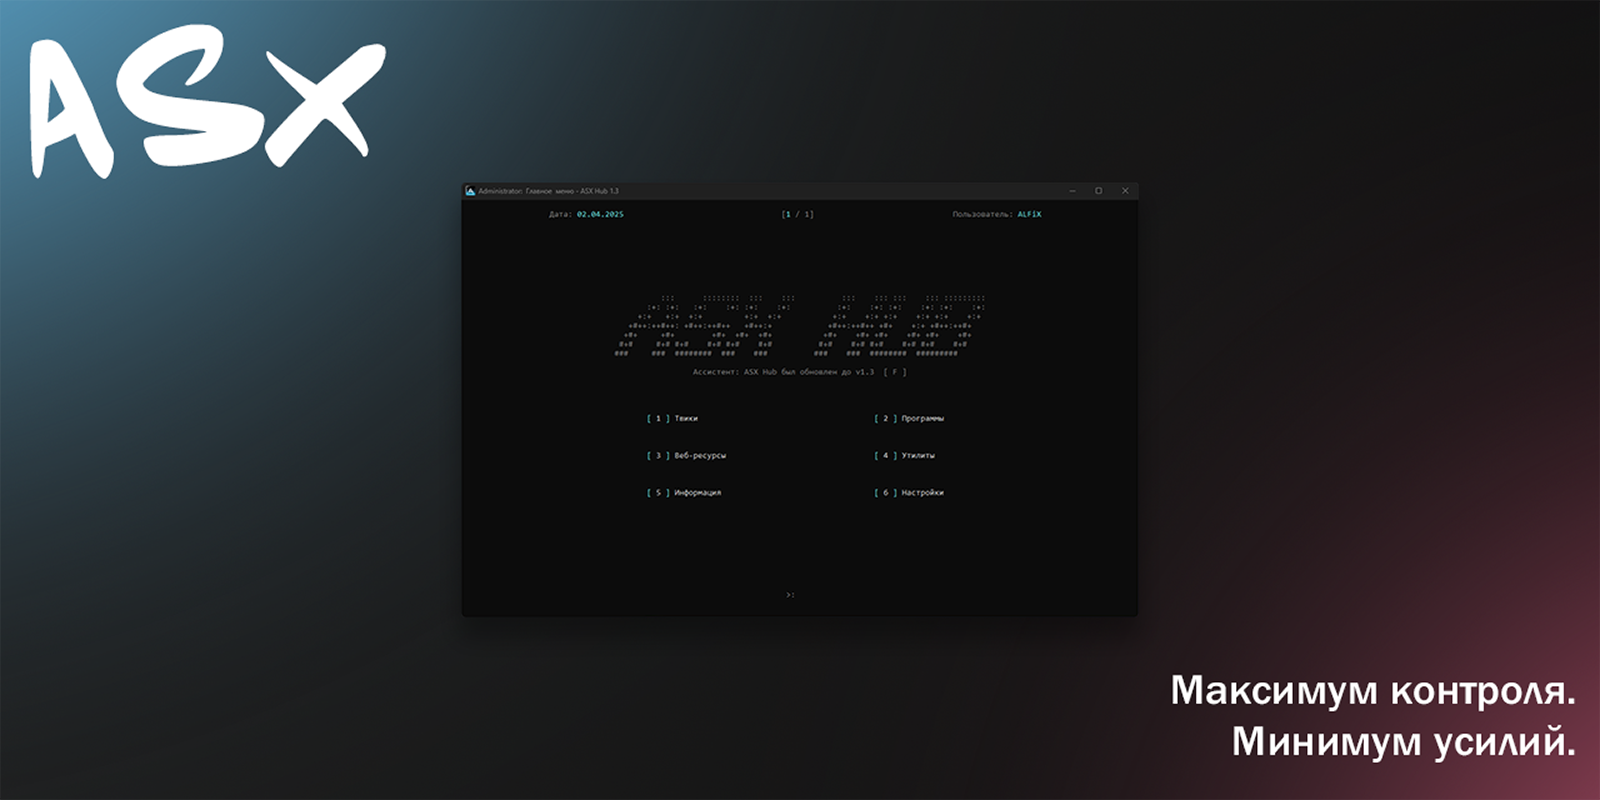 ASX
Administrator: Главное меню - ASX Hub 1.3
Дата: 02.04.2025 [1 / 1] Пользователь: ALFiX
ASX HUB
Ассистент: ASX Hub был обновлен до v1.3 [ F ]
[ 1 ] Твики [ 2 ] Программы
[ 3 ] Веб-ресурсы [ 4 ] Утилиты
[ 5 ] Информация [ 6 ] Настройки
>:
Максимум контроля.
Минимум усилий.